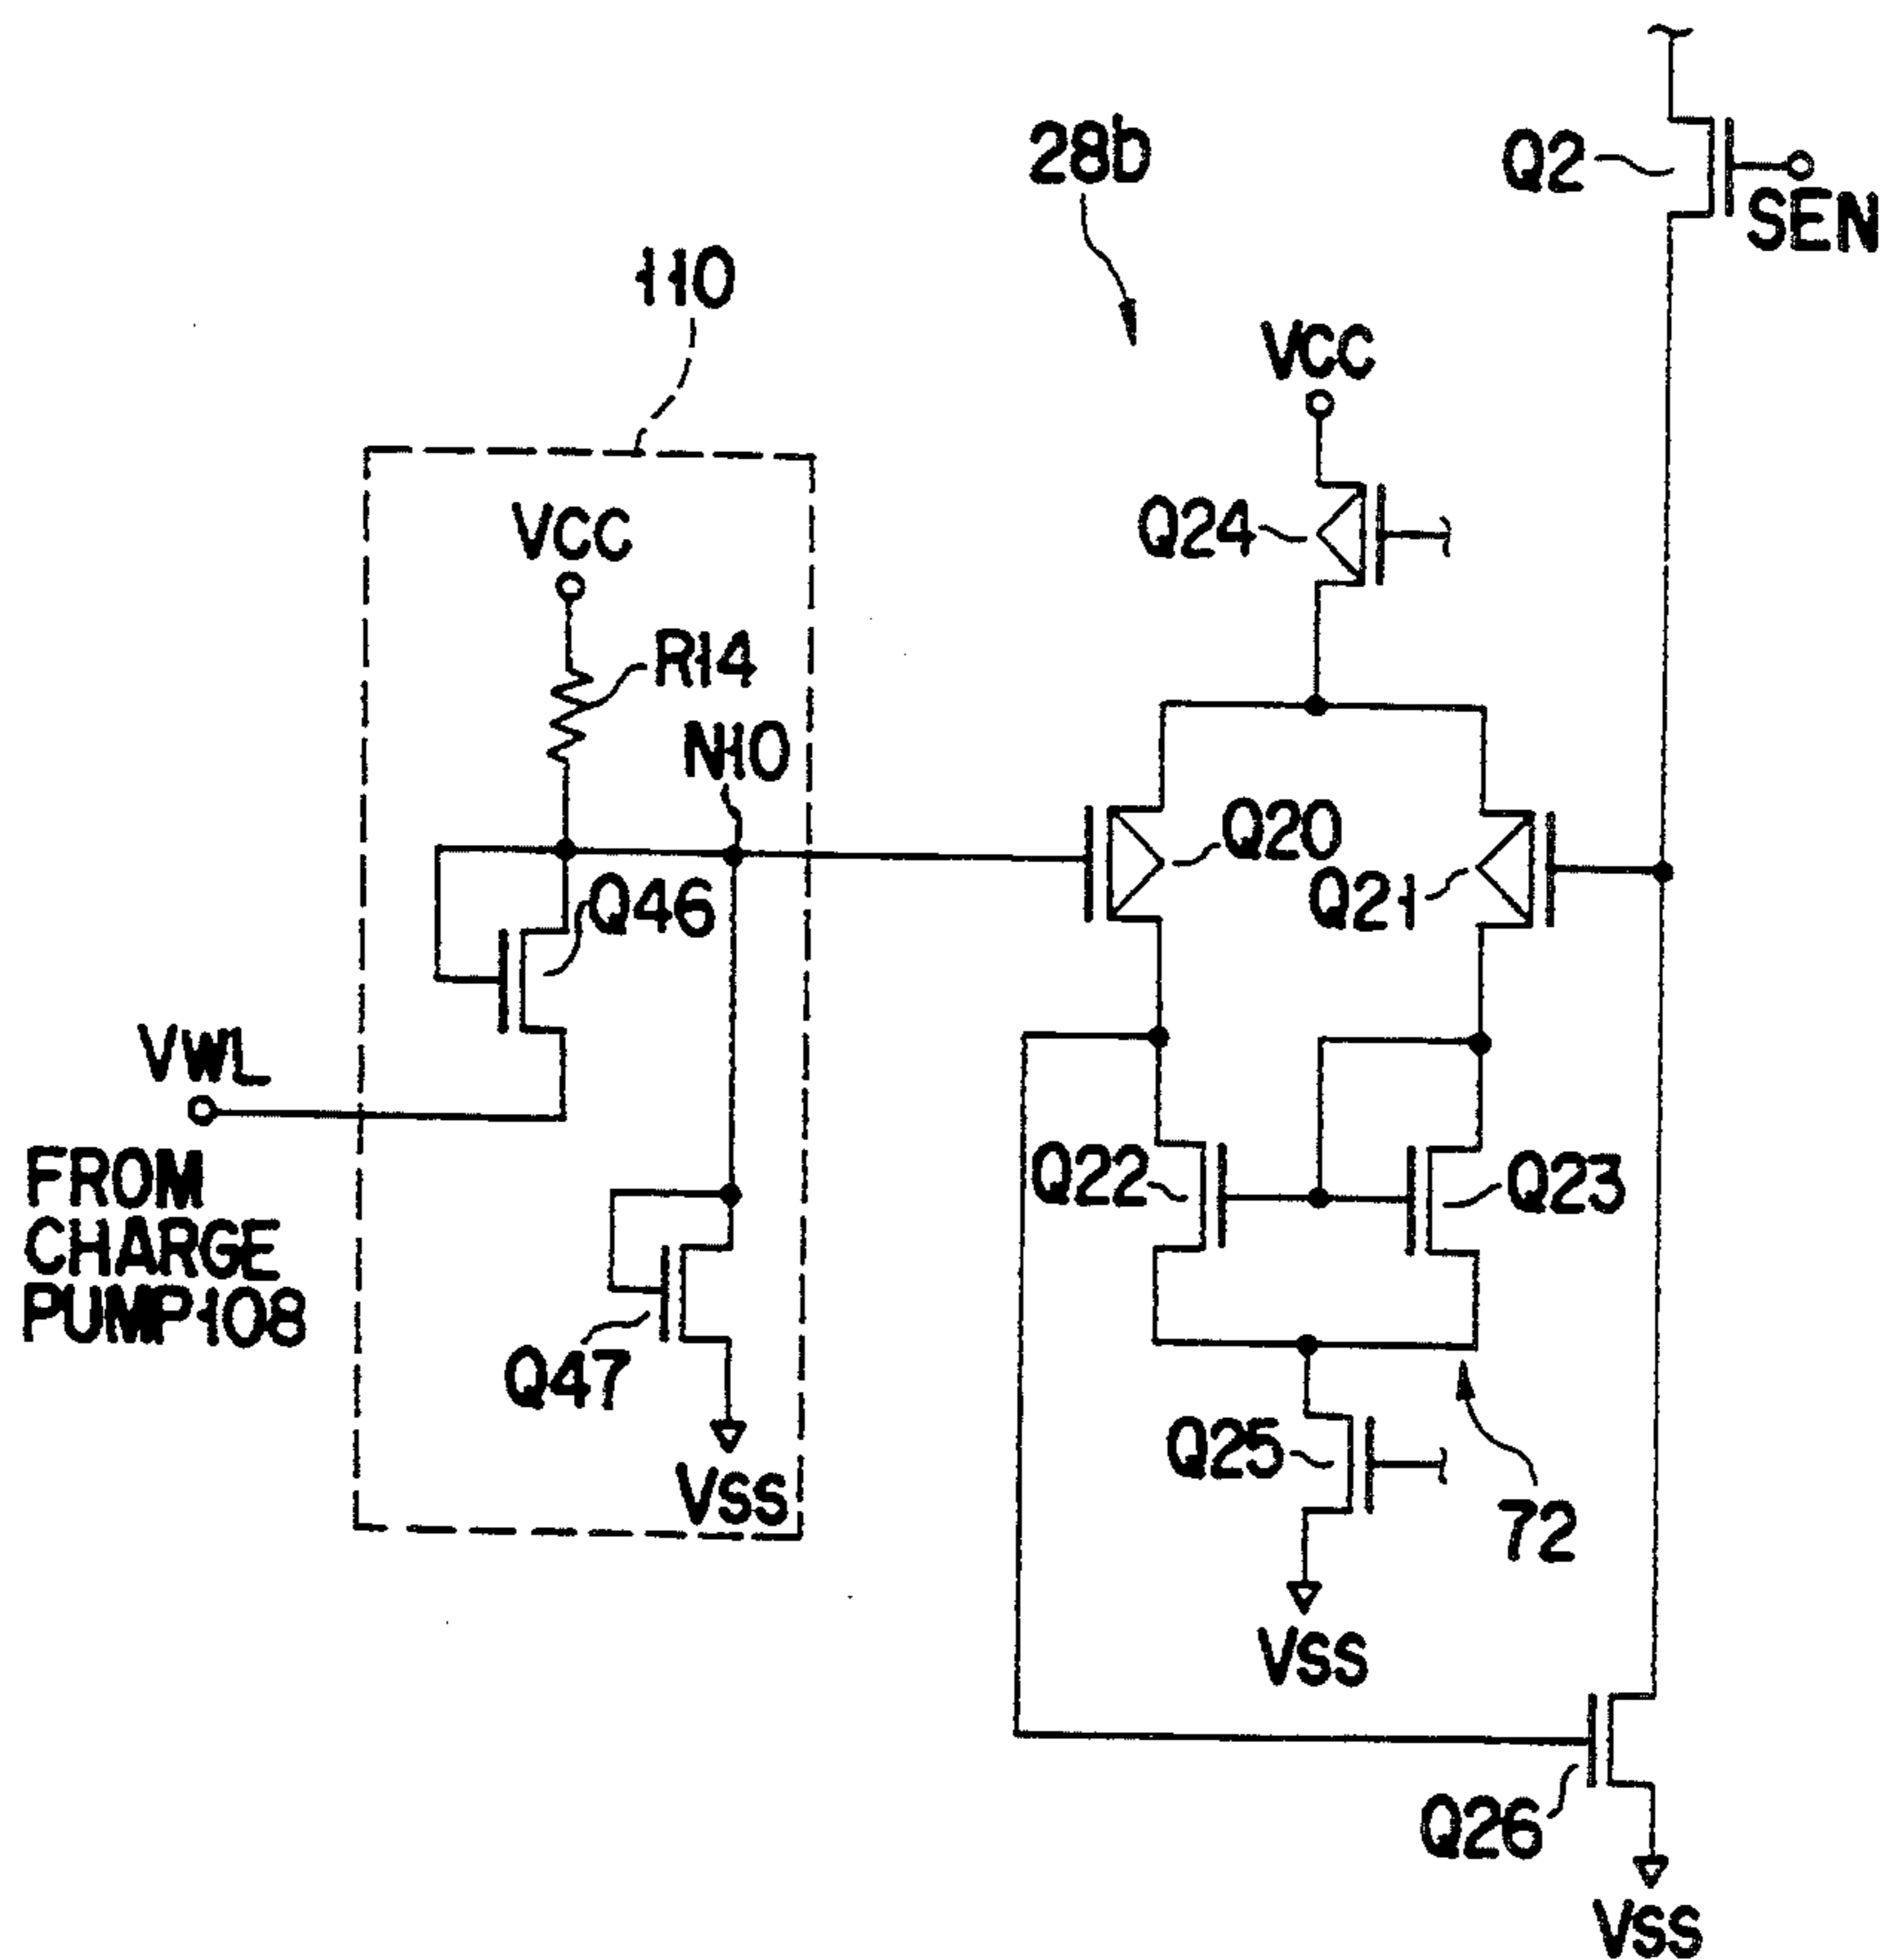 28b
Q2
SEN
110
VCC
VCC
Q24
R14
N10
Q20
Q46
Q21
VWL
FROM
CHARGE
PUMP108
Q22
Q23
Q47
Q25
VSS
72
VSS
Q26
VSS